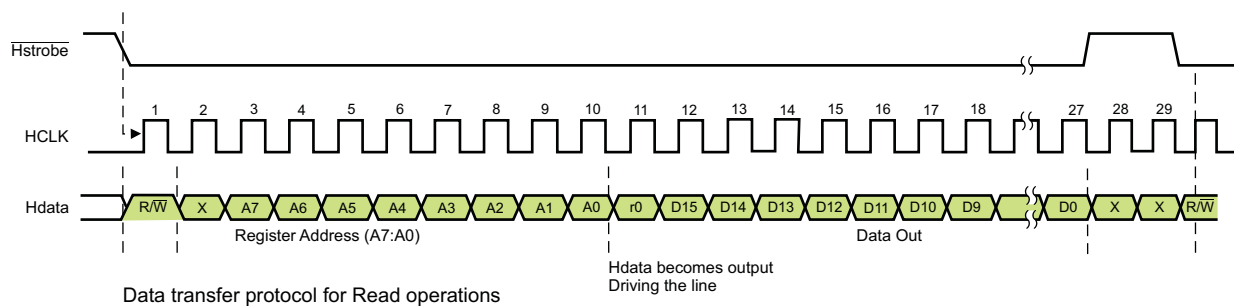 Hstrobe
1 2 3 4 5 6 7 8 9 10 11 12 13 14 15 16 17 18 27 28 29
HCLK
Hdata R/W X A7 A6 A5 A4 A3 A2 A1 A0 r0 D15 D14 D13 D12 D11 D10 D9 D0 X X R/W
Register Address (A7:A0) Data Out
Hdata becomes output
Driving the line
Data transfer protocol for Read operations